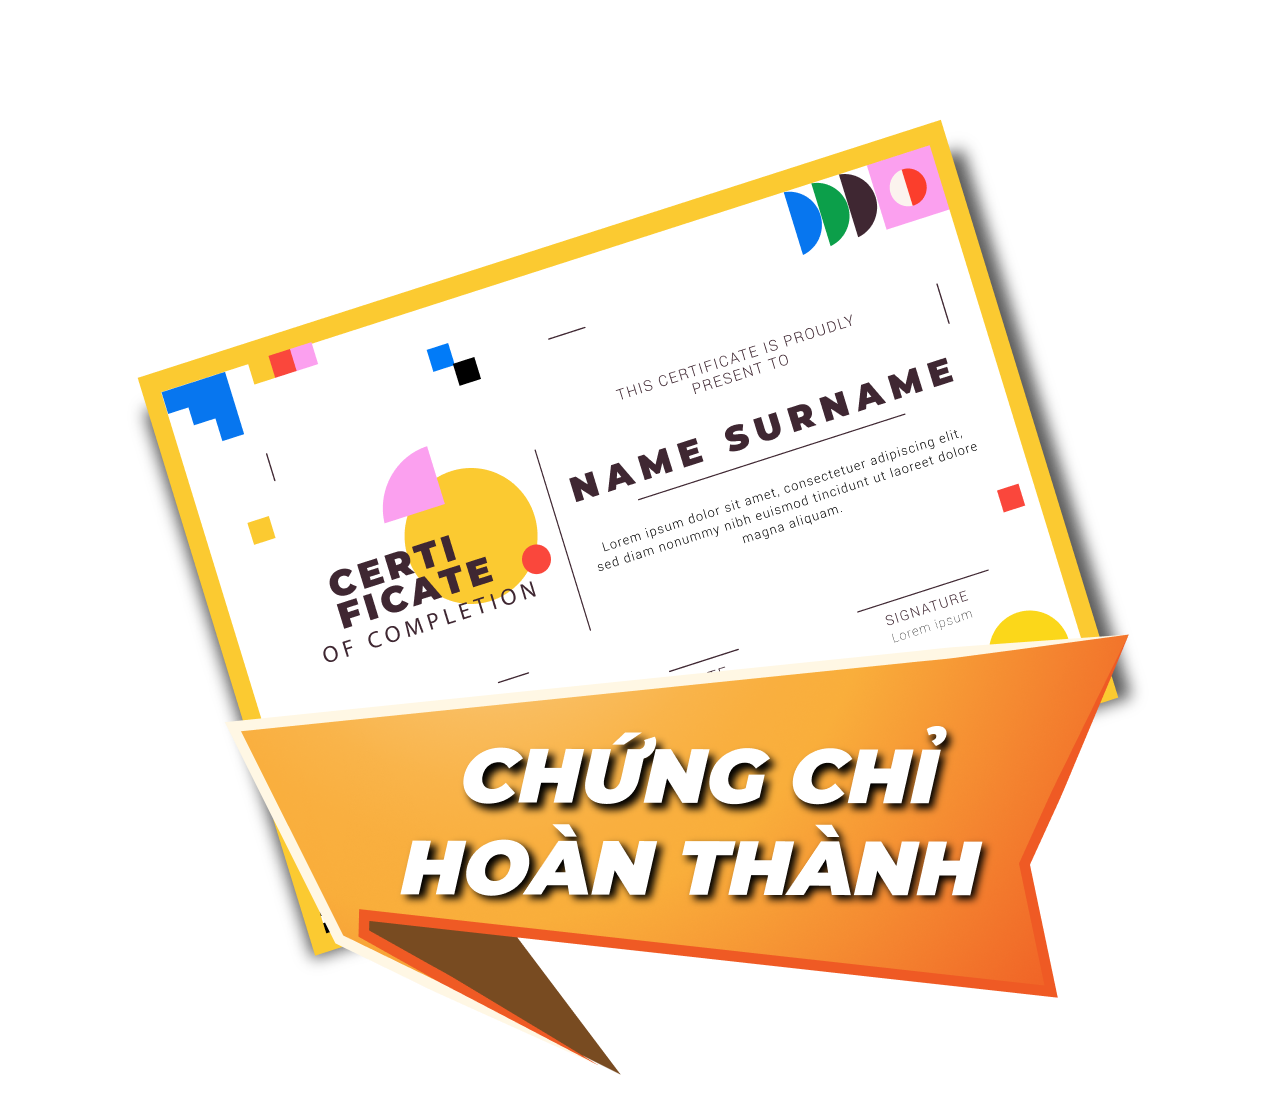 THIS CERTIFICATE IS PROUDLY
PRESENT TO
NAME SURNAME
Lorem ipsum dolor sit amet, consectetuer adipiscing elit,
sed diam nonummy nibh euismod tincidunt ut laoreet dolore
magna aliquam.
CERTI
FICATE
OF COMPLETION
SIGNATURE
Lorem ipsum
CHỨNG CHỈ
HOÀN THÀNH